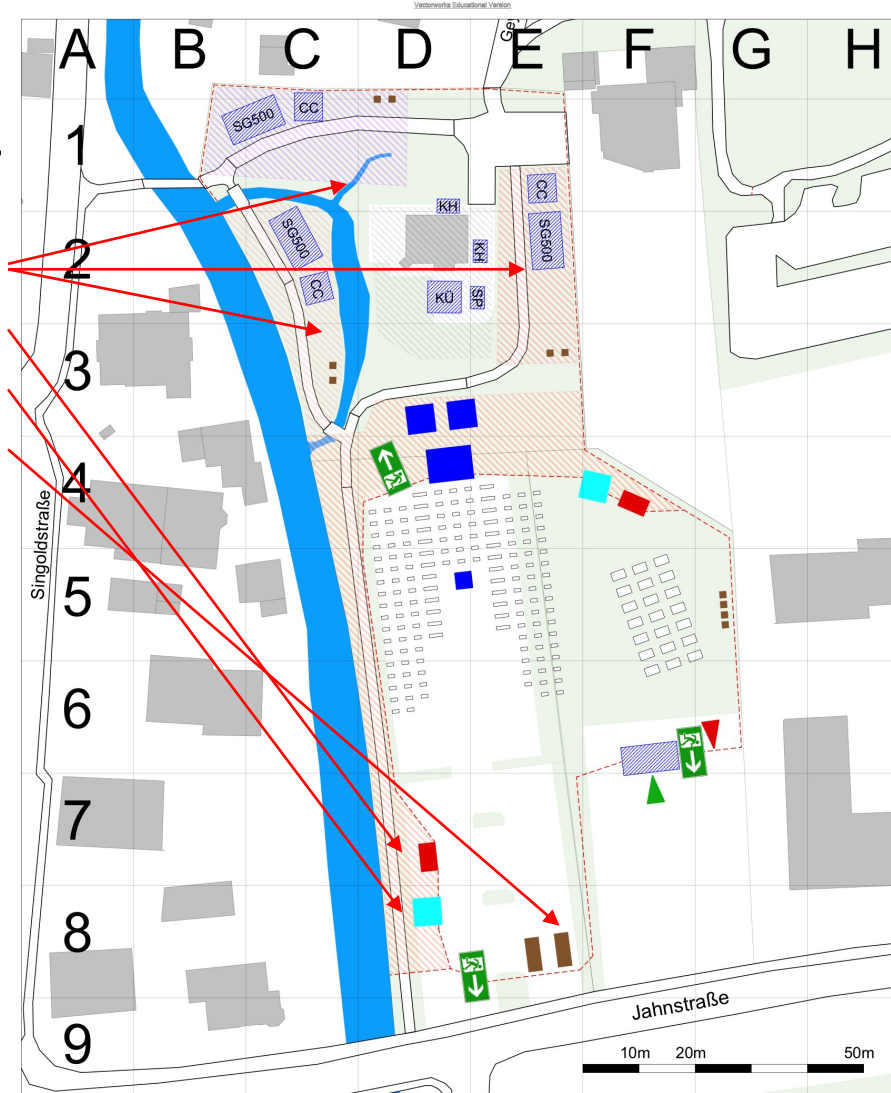 Vectorworks Educational Version
A B C D E F G H
Gey
SG500
CC
1
CC
KH
SG500
SG500
KH
2
CC
KÜ
SP
3
4
Singoldstraße
5
6
7
8
Jahnstraße
9
10m 20m 50m